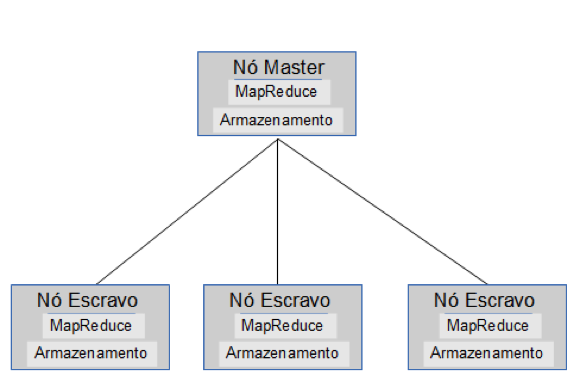 Nó Master
MapReduce
Armazenamento
Nó Escravo
MapReduce
Armazenamento
Nó Escravo
MapReduce
Armazenamento
Nó Escravo
MapReduce
Armazenamento